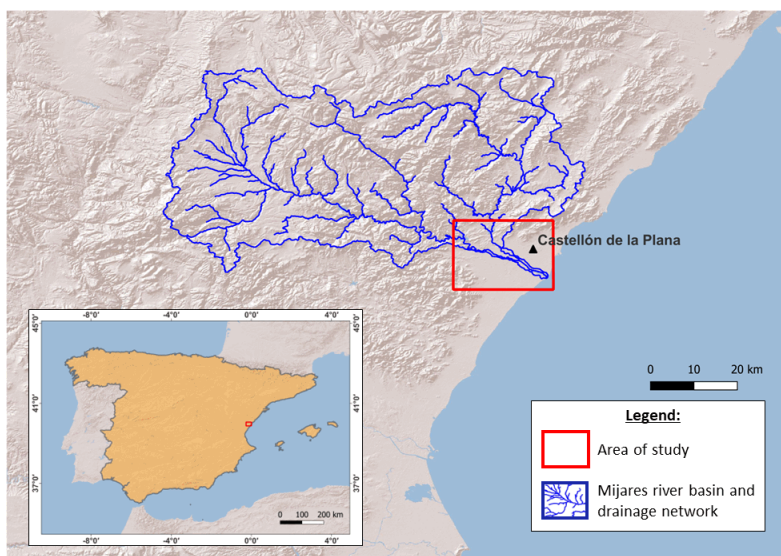 Castellón de la Plana
-8°0'
-4°0'
0°0'
4°0'
45°0'
45°0'
41°0'
41°0'
37°0'
37°0'
0 100 200 km
-8°0'
-4°0'
0°0'
4°0'
0 10 20 km
Legend:
Area of study
Mijares river basin and
drainage network